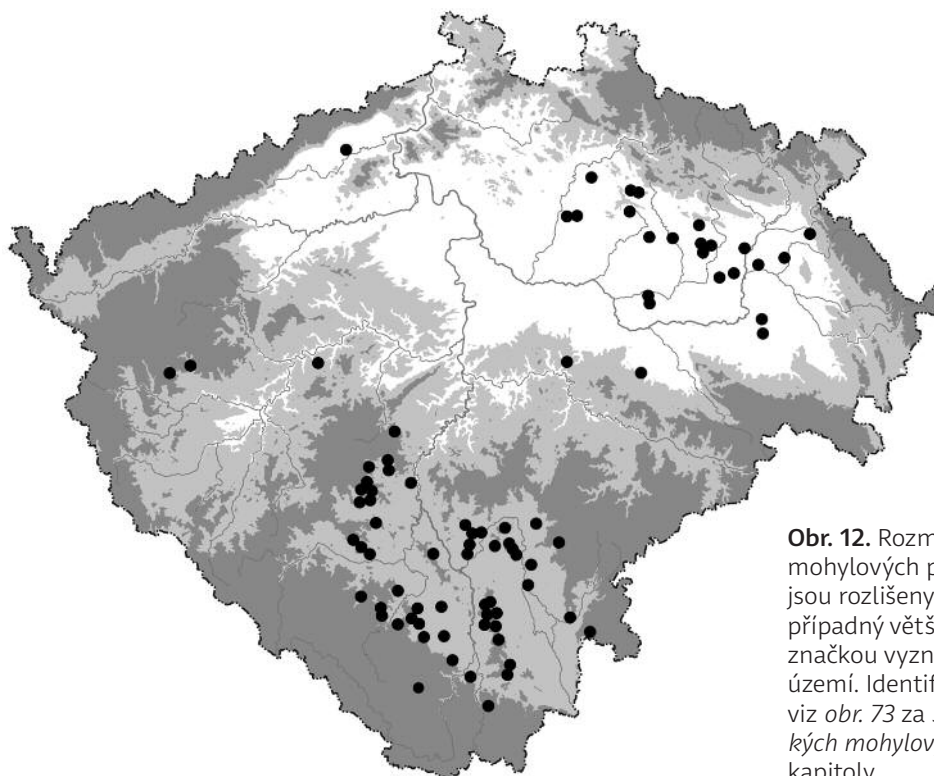 Obr. 12. Rozm
mohylových p
jsou rozlišeny
případný větš
značkou vyzn
území. Identif
viz obr. 73 za
kých mohylov
kapitoly